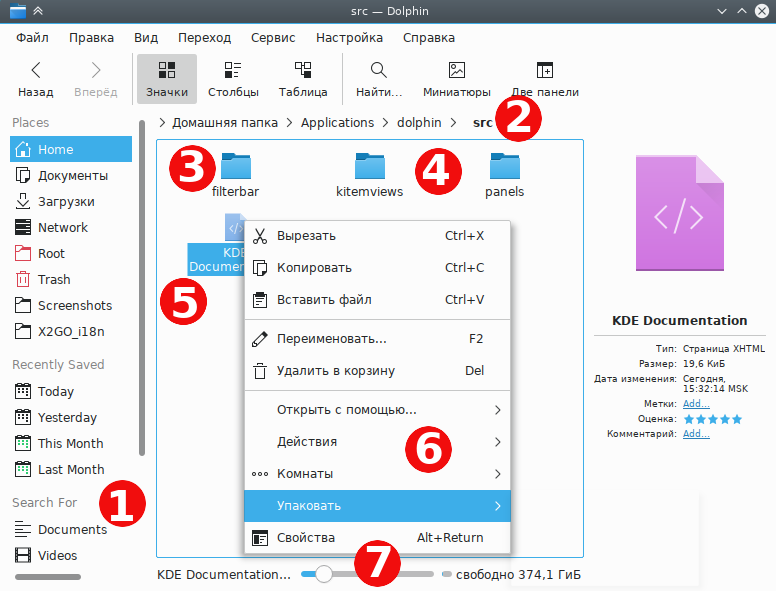 src — Dolphin
Файл Правка Вид Переход Сервис Настройка Справка
Назад Вперёд Значки Столбцы Таблица Найти... Миниатюры Две панели
Places
Home
Документы
Загрузки
Network
Root
Trash
Screenshots
X2GO_i18n
Recently Saved
Today
Yesterday
This Month
Last Month
Search For
1
Documents
Videos
> Домашняя папка > Applications > dolphin > src
2
3
4
filterbar kitemviews panels
</>
KDE
Documen
5
Вырезать Ctrl+X
Копировать Ctrl+C
Вставить файл Ctrl+V
Переименовать... F2
Удалить в корзину Del
Открыть с помощью... >
Действия >
6
Комнаты >
Упаковать >
Свойства Alt+Return
7
KDE Documentation... свободно 374,1 ГиБ
</>
KDE Documentation
Тип: Страница XHTML
Размер: 19,6 КиБ
Дата изменения: Сегодня,
15:32:14 MSK
Метки: Add...
Оценка:
Комментарий: Add...